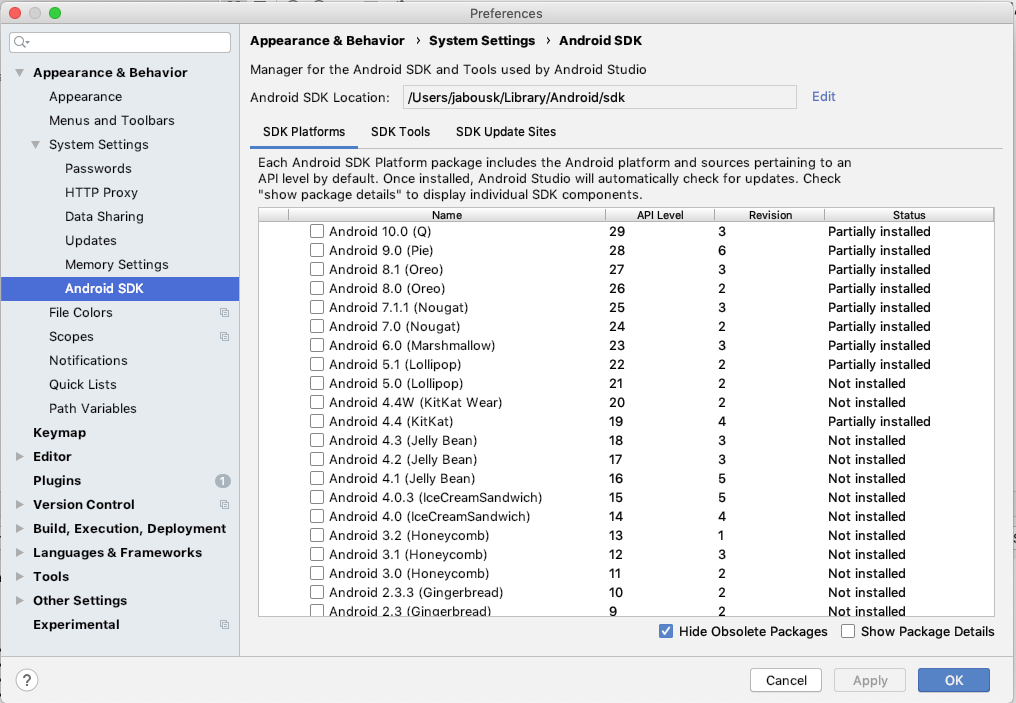 Preferences
Appearance & Behavior
Appearance
Menus and Toolbars
System Settings
Passwords
HTTP Proxy
Data Sharing
Updates
Memory Settings
Android SDK
File Colors
Scopes
Notifications
Quick Lists
Path Variables
Keymap
Editor
Plugins 1
Version Control
Build, Execution, Deployment
Languages & Frameworks
Tools
Other Settings
Experimental
Appearance & Behavior › System Settings › Android SDK
Manager for the Android SDK and Tools used by Android Studio
Android SDK Location: /Users/jabousk/Library/Android/sdk Edit
SDK Platforms SDK Tools SDK Update Sites
Each Android SDK Platform package includes the Android platform and sources pertaining to an
API level by default. Once installed, Android Studio will automatically check for updates. Check
"show package details" to display individual SDK components.
Name API Level Revision Status
Android 10.0 (Q) 29 3 Partially installed
Android 9.0 (Pie) 28 6 Partially installed
Android 8.1 (Oreo) 27 3 Partially installed
Android 8.0 (Oreo) 26 2 Partially installed
Android 7.1.1 (Nougat) 25 3 Partially installed
Android 7.0 (Nougat) 24 2 Partially installed
Android 6.0 (Marshmallow) 23 3 Partially installed
Android 5.1 (Lollipop) 22 2 Partially installed
Android 5.0 (Lollipop) 21 2 Not installed
Android 4.4W (KitKat Wear) 20 2 Not installed
Android 4.4 (KitKat) 19 4 Partially installed
Android 4.3 (Jelly Bean) 18 3 Not installed
Android 4.2 (Jelly Bean) 17 3 Not installed
Android 4.1 (Jelly Bean) 16 5 Not installed
Android 4.0.3 (IceCreamSandwich) 15 5 Not installed
Android 4.0 (IceCreamSandwich) 14 4 Not installed
Android 3.2 (Honeycomb) 13 1 Not installed
Android 3.1 (Honeycomb) 12 3 Not installed
Android 3.0 (Honeycomb) 11 2 Not installed
Android 2.3.3 (Gingerbread) 10 2 Not installed
Android 2.3 (Gingerbread) 9 2 Not installed
Hide Obsolete Packages Show Package Details
? Cancel Apply OK